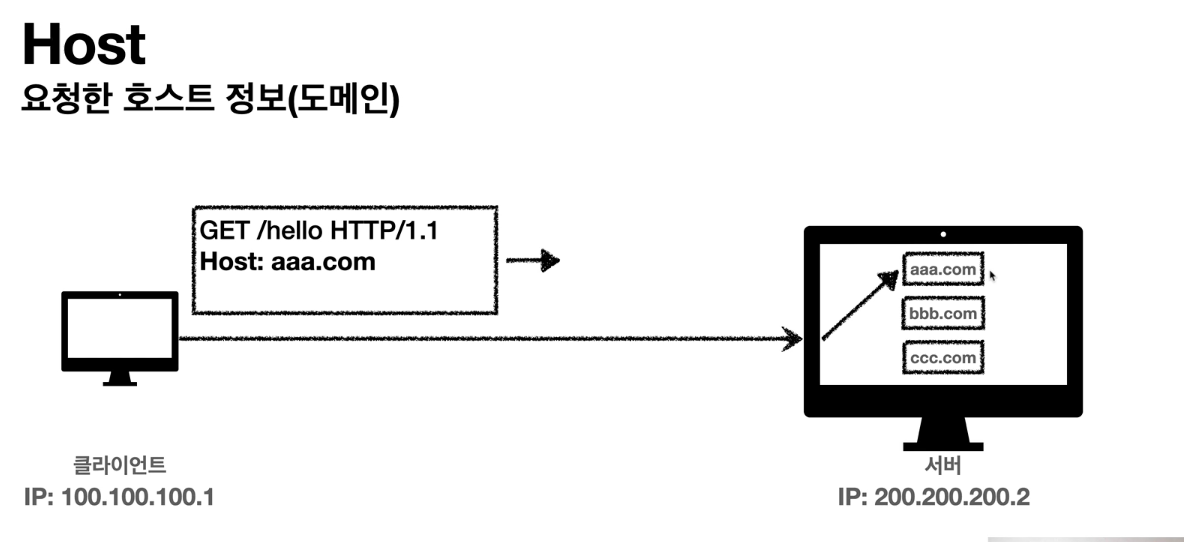 Host
요청한 호스트 정보(도메인)
GET /hello HTTP/1.1
Host: aaa.com
aaa.com
bbb.com
ccc.com
클라이언트
IP: 100.100.100.1
서버
IP: 200.200.200.2